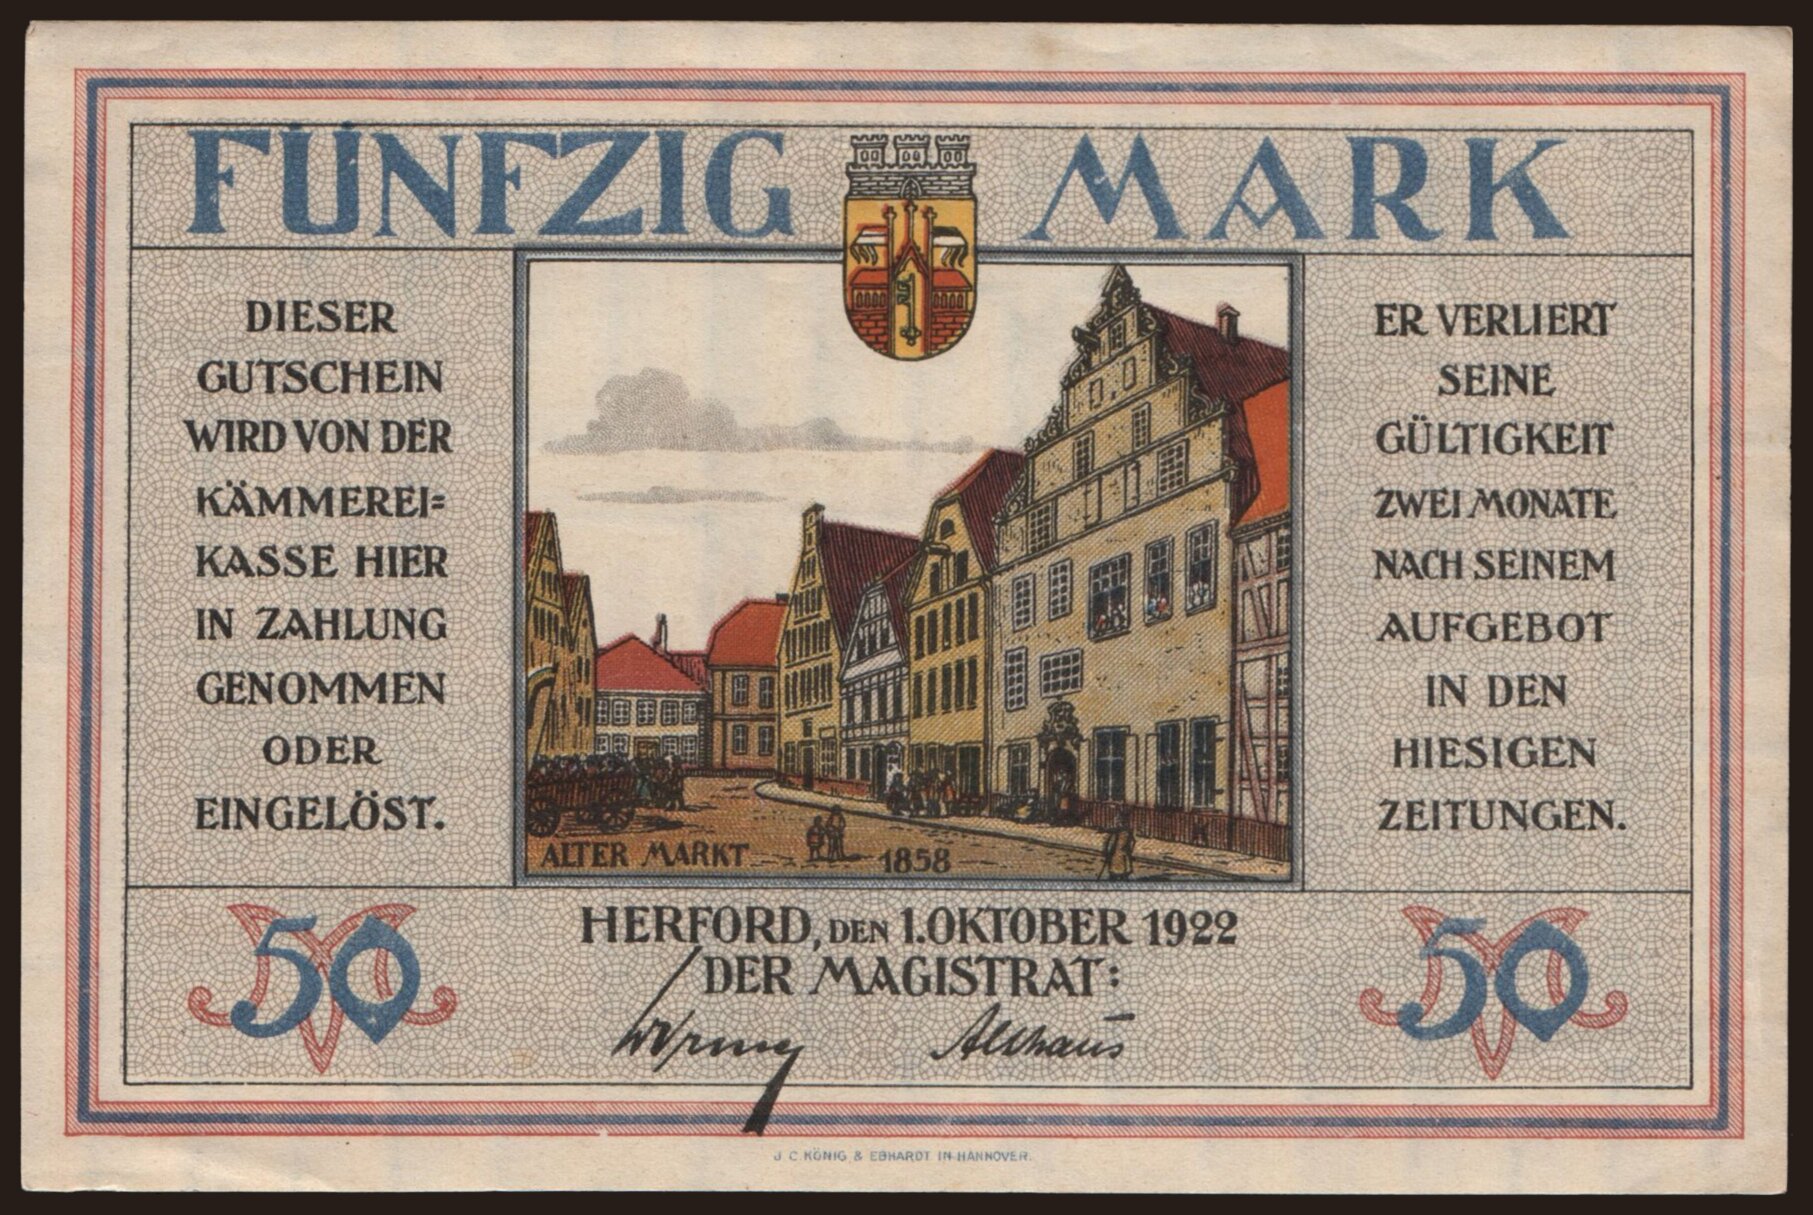 FÜNFZIG MARK
DIESER
GUTSCHEIN
WIRD VON DER
KÄMMEREI=
KASSE HIER
IN ZAHLUNG
GENOMMEN
ODER
EINGELÖST.
ALTER MARKT 1858
ER VERLIERT
SEINE
GÜLTIGKEIT
ZWEI MONATE
NACH SEINEM
AUFGEBOT
IN DEN
HIESIGEN
ZEITUNGEN.
50
HERFORD, DEN 1. OKTOBER 1922
DER MAGISTRAT:
Althaus
50
J C KÖNIG & EBHARDT IN HANNOVER.